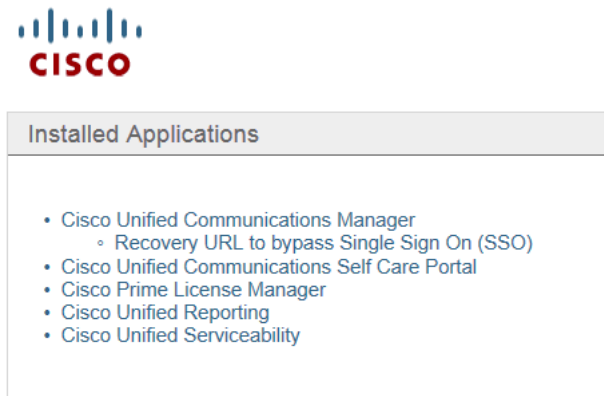 CISCO
Installed Applications
• Cisco Unified Communications Manager
◦ Recovery URL to bypass Single Sign On (SSO)
• Cisco Unified Communications Self Care Portal
• Cisco Prime License Manager
• Cisco Unified Reporting
• Cisco Unified Serviceability